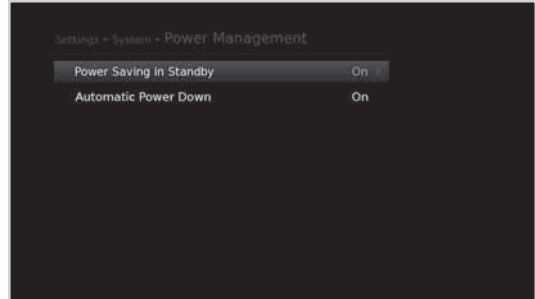 Settings • System • Power Management
Power Saving in Standby On
Automatic Power Down On